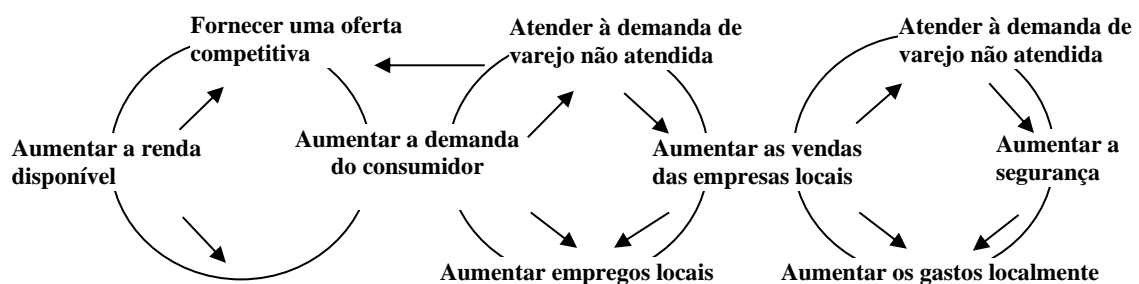 Fornecer uma oferta
competitiva
Atender à demanda de
varejo não atendida
Atender à demanda de
varejo não atendida
Aumentar a renda
disponível
Aumentar a demanda
do consumidor
Aumentar as vendas
das empresas locais
Aumentar a
segurança
Aumentar empregos locais
Aumentar os gastos localmente